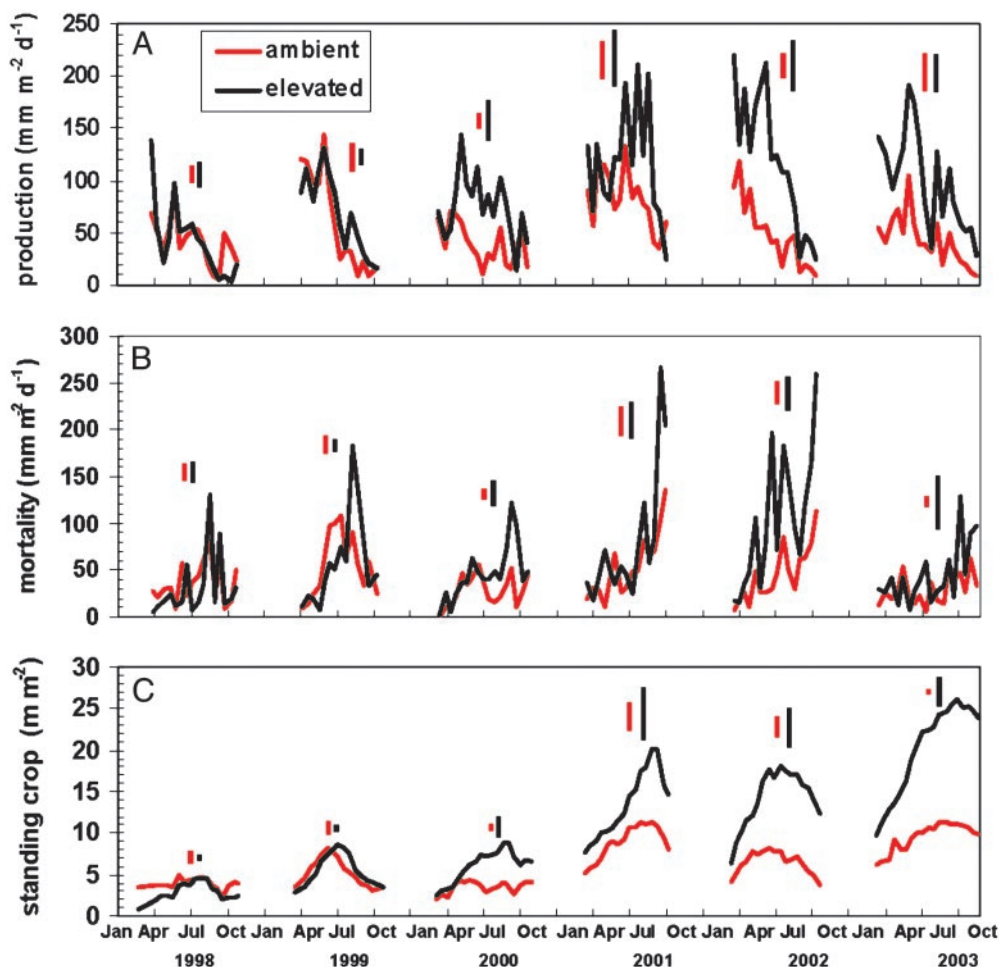 A
ambient
elevated
production (mm m⁻² d⁻¹)
250
200
150
100
50
0
B
mortality (mm m² d⁻¹)
300
250
200
150
100
50
0
C
standing crop (m m⁻²)
30
25
20
15
10
5
0
Jan Apr Jul Oct Jan Apr Jul Oct Jan Apr Jul Oct Jan Apr Jul Oct Jan Apr Jul Oct Jan Apr Jul Oct
1998 1999 2000 2001 2002 2003